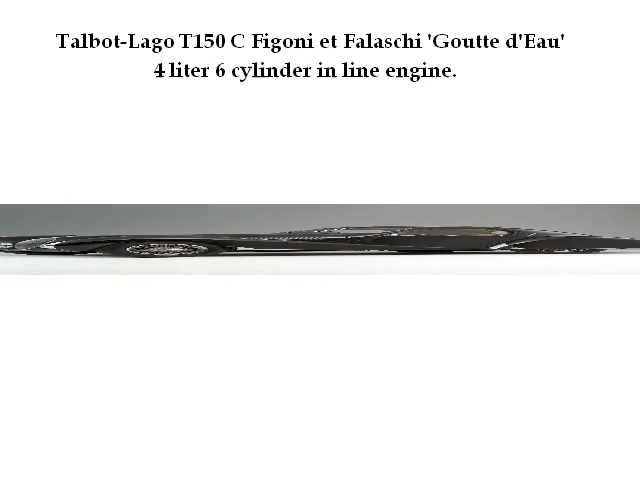 Talbot-Lago T150 C Figoni et Falaschi 'Goutte d'Eau'
4 liter 6 cylinder in line engine.